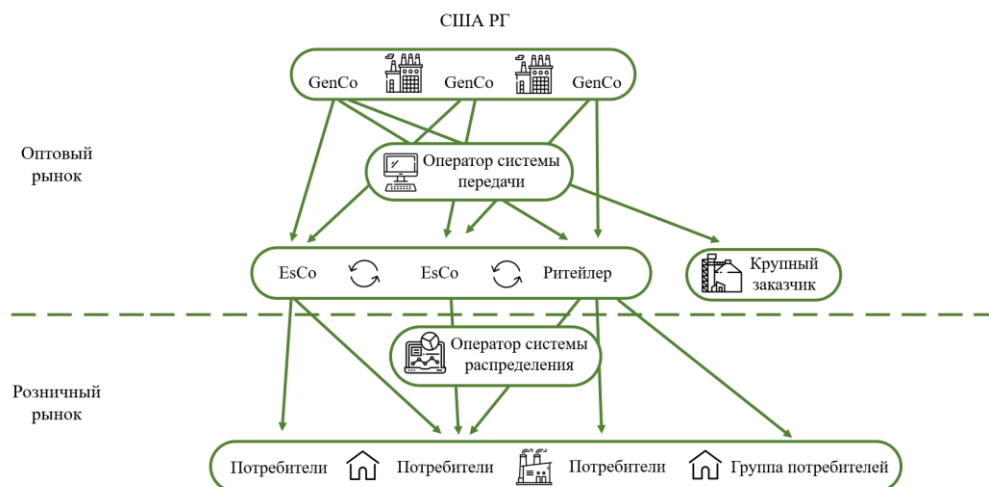 США РГ
GenCo GenCo GenCo
Оптовый
рынок
Оператор системы
передачи
EsCo EsCo Ритейлер
Крупный
заказчик
Оператор системы
распределения
Розничный
рынок
Потребители Потребители Потребители Группа потребителей